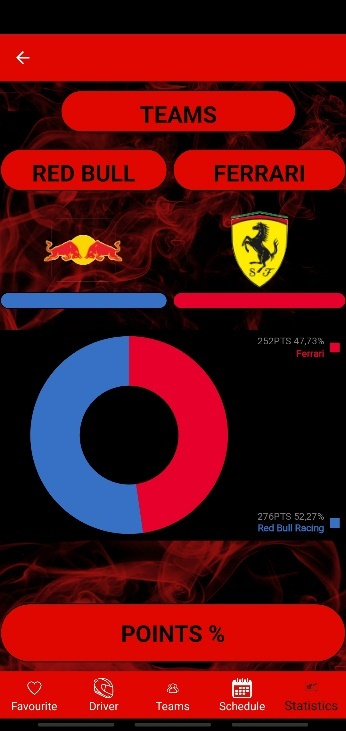 TEAMS
RED BULL
FERRARI
S F
252PTS 47,73%
Ferrari
276PTS 52,27%
Red Bull Racing
POINTS %
Favourite
Driver
Teams
Schedule
Statistics